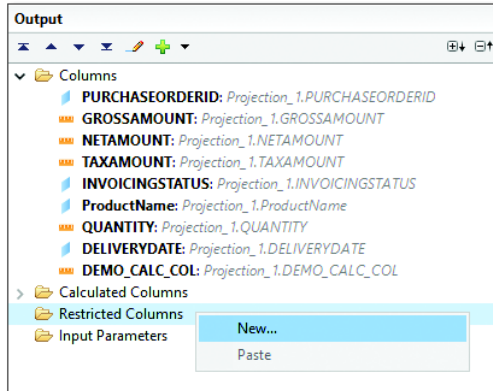 Output
Columns
PURCHASEORDERID: Projection_1.PURCHASEORDERID
GROSSAMOUNT: Projection_1.GROSSAMOUNT
NETAMOUNT: Projection_1.NETAMOUNT
TAXAMOUNT: Projection_1.TAXAMOUNT
INVOICINGSTATUS: Projection_1.INVOICINGSTATUS
ProductName: Projection_1.ProductName
QUANTITY: Projection_1.QUANTITY
DELIVERYDATE: Projection_1.DELIVERYDATE
DEMO_CALC_COL: Projection_1.DEMO_CALC_COL
Calculated Columns
Restricted Columns
New...
Input Parameters
Paste